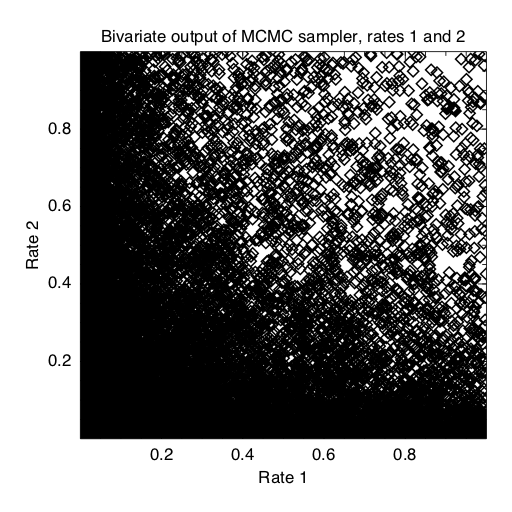 Bivariate output of MCMC sampler, rates 1 and 2
0.8
0.6
0.4
0.2
Rate 2
0.2 0.4 0.6 0.8
Rate 1